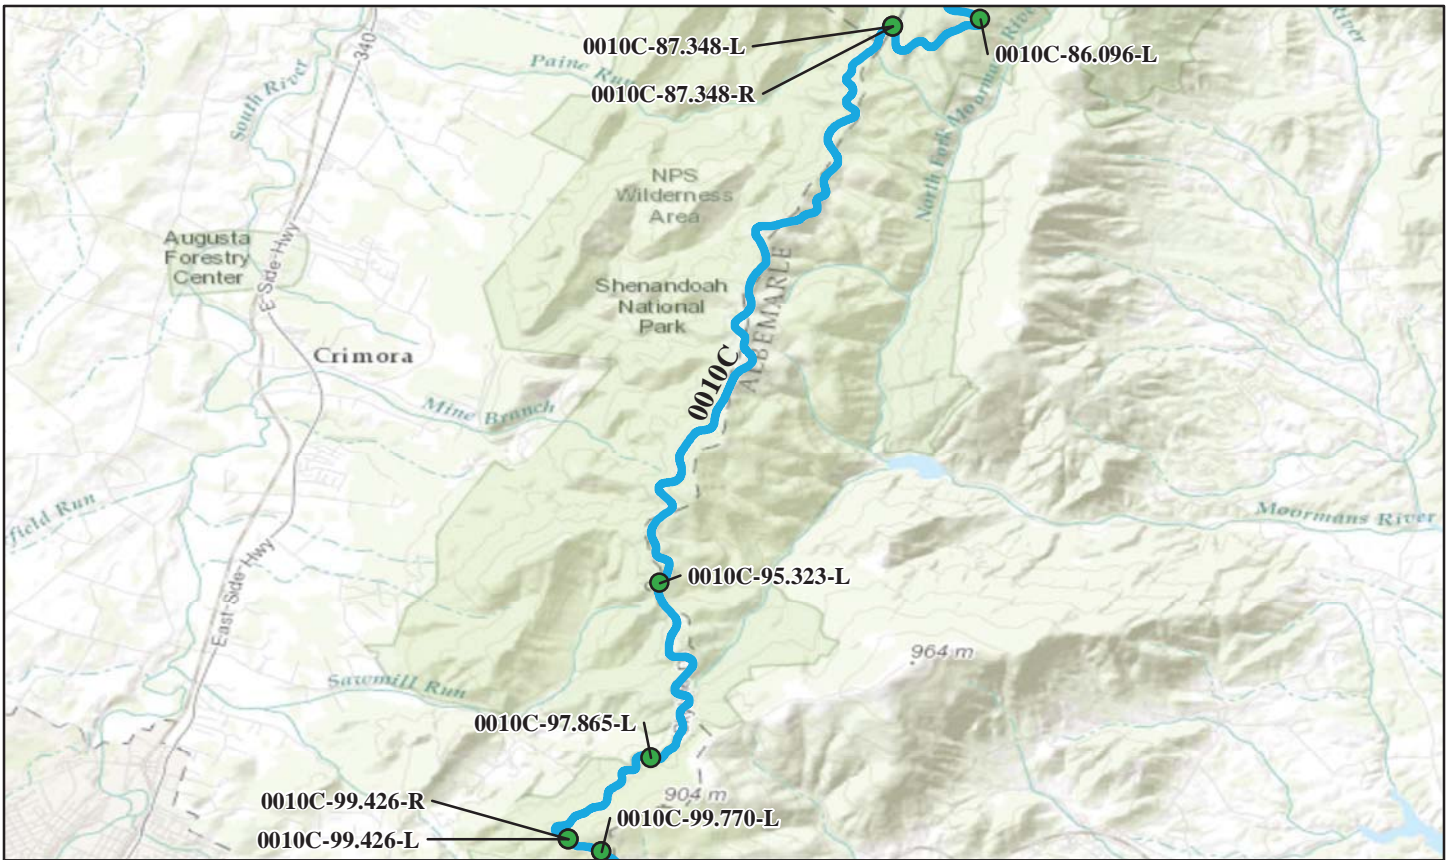 340
South River
Paine Run
0010C-87.348-L
0010C-86.096-L
0010C-87.348-R
North Fork Moormans River
River
NPS
Wilderness
Area
Augusta
Forestry
Center
E Side Hwy
Shenandoah
National
Park
ALBEMARLE
Crimora
0010C
Mine Branch
field Run
Moormans River
East-Side-Hwy
0010C-95.323-L
964 m
Sawmill Run
0010C-97.865-L
904 m
0010C-99.426-R
0010C-99.770-L
0010C-99.426-L